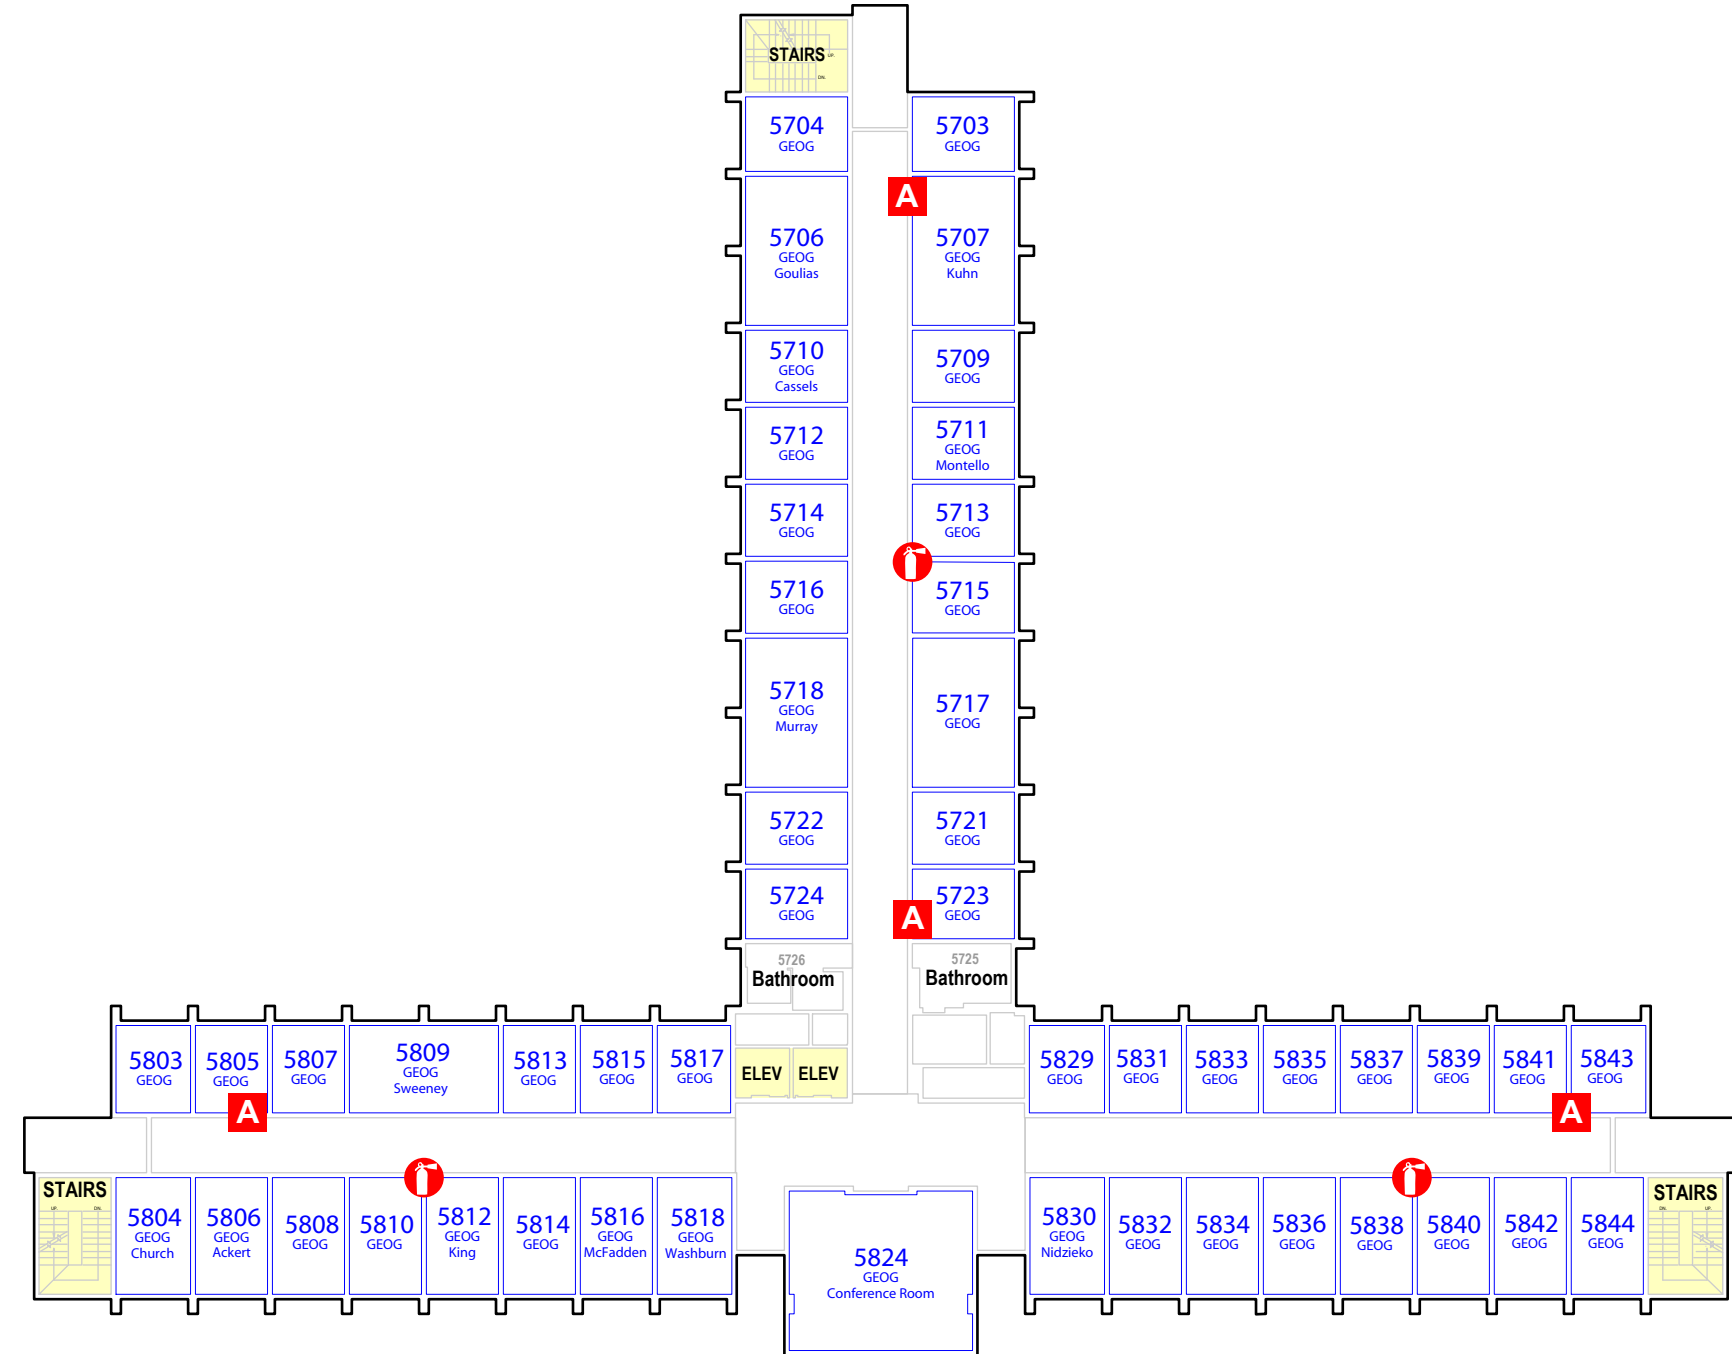 STAIRS
UP.
DN.
5704
GEOG
5703
GEOG
A
5706
GEOG
Goulias
5707
GEOG
Kuhn
5710
GEOG
Cassels
5709
GEOG
5712
GEOG
5711
GEOG
Montello
5714
GEOG
5713
GEOG
5716
GEOG
5715
GEOG
5718
GEOG
Murray
5717
GEOG
5722
GEOG
5721
GEOG
5724
GEOG
5723
GEOG
A
5726
Bathroom
5725
Bathroom
5803
GEOG
5805
GEOG
5807
GEOG
5809
GEOG
Sweeney
5813
GEOG
5815
GEOG
5817
GEOG
ELEV
ELEV
5829
GEOG
5831
GEOG
5833
GEOG
5835
GEOG
5837
GEOG
5839
GEOG
5841
GEOG
5843
GEOG
A
A
STAIRS
UP.
DN.
5804
GEOG
Church
5806
GEOG
Ackert
5808
GEOG
5810
GEOG
5812
GEOG
King
5814
GEOG
5816
GEOG
McFadden
5818
GEOG
Washburn
5824
GEOG
Conference Room
5830
GEOG
Nidzieko
5832
GEOG
5834
GEOG
5836
GEOG
5838
GEOG
5840
GEOG
5842
GEOG
5844
GEOG
STAIRS
DN.
UP.